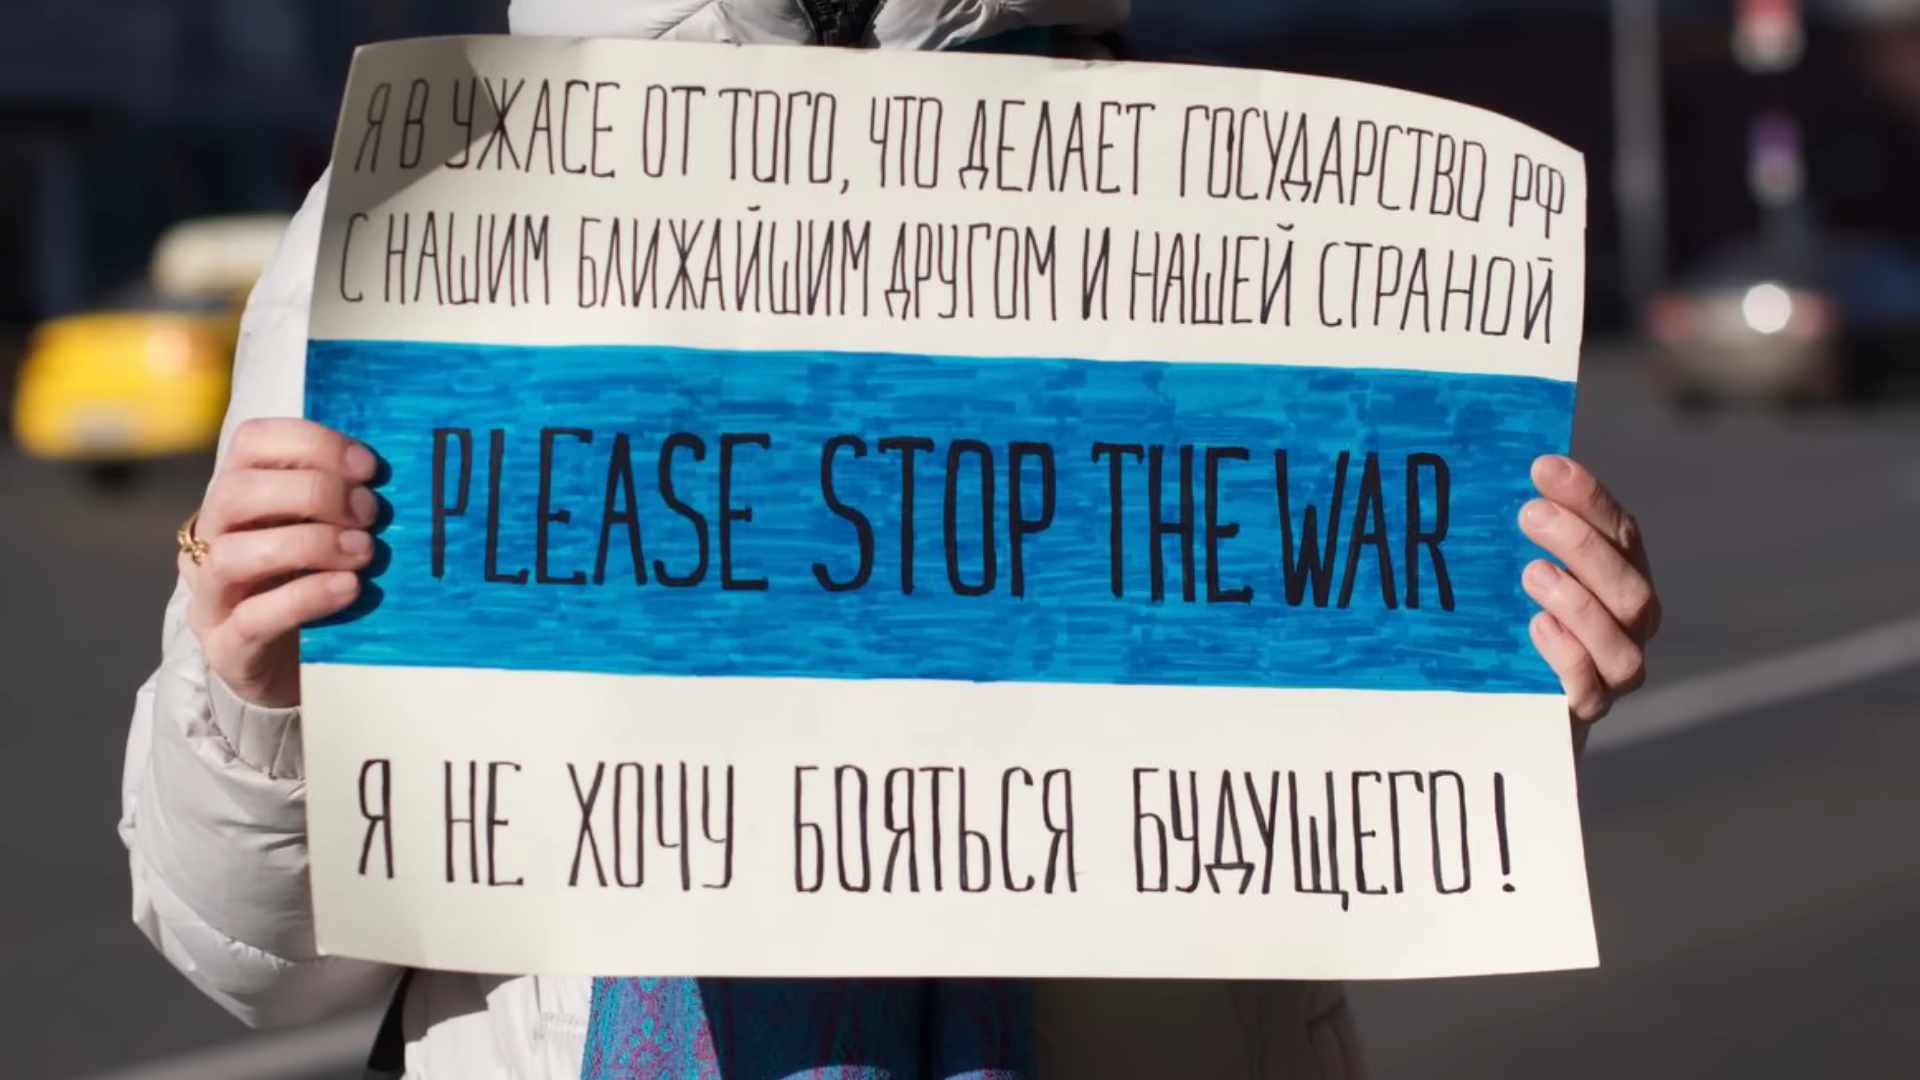 Я В УЖАСЕ ОТ ТОГО, ЧТО ДЕЛАЕТ ГОСУДАРСТВО РФ
С НАШИМ БЛИЖАЙШИМ ДРУГОМ И НАШЕЙ СТРАНОЙ
PLEASE STOP THE WAR
Я НЕ ХОЧУ БОЯТЬСЯ БУДУЩЕГО!